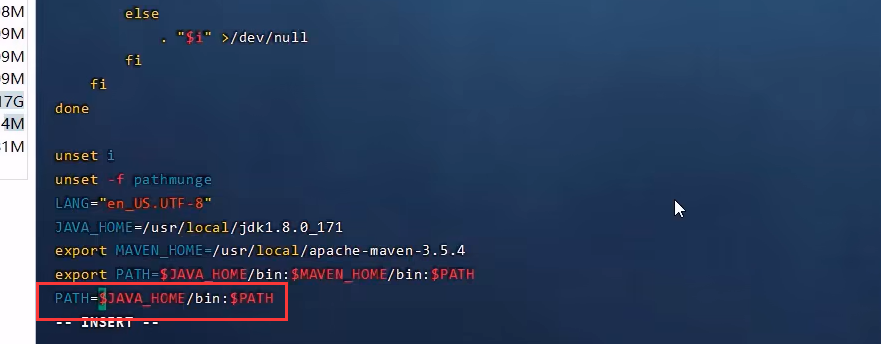 8M
9M
9M
9M
17G
4M
1M
else
. "$i" >/dev/null
fi
fi
done
unset i
unset -f pathmunge
LANG="en_US.UTF-8"
JAVA_HOME=/usr/local/jdk1.8.0_171
export MAVEN_HOME=/usr/local/apache-maven-3.5.4
export PATH=$JAVA_HOME/bin:$MAVEN_HOME/bin:$PATH
PATH=$JAVA_HOME/bin:$PATH
-- INSERT --